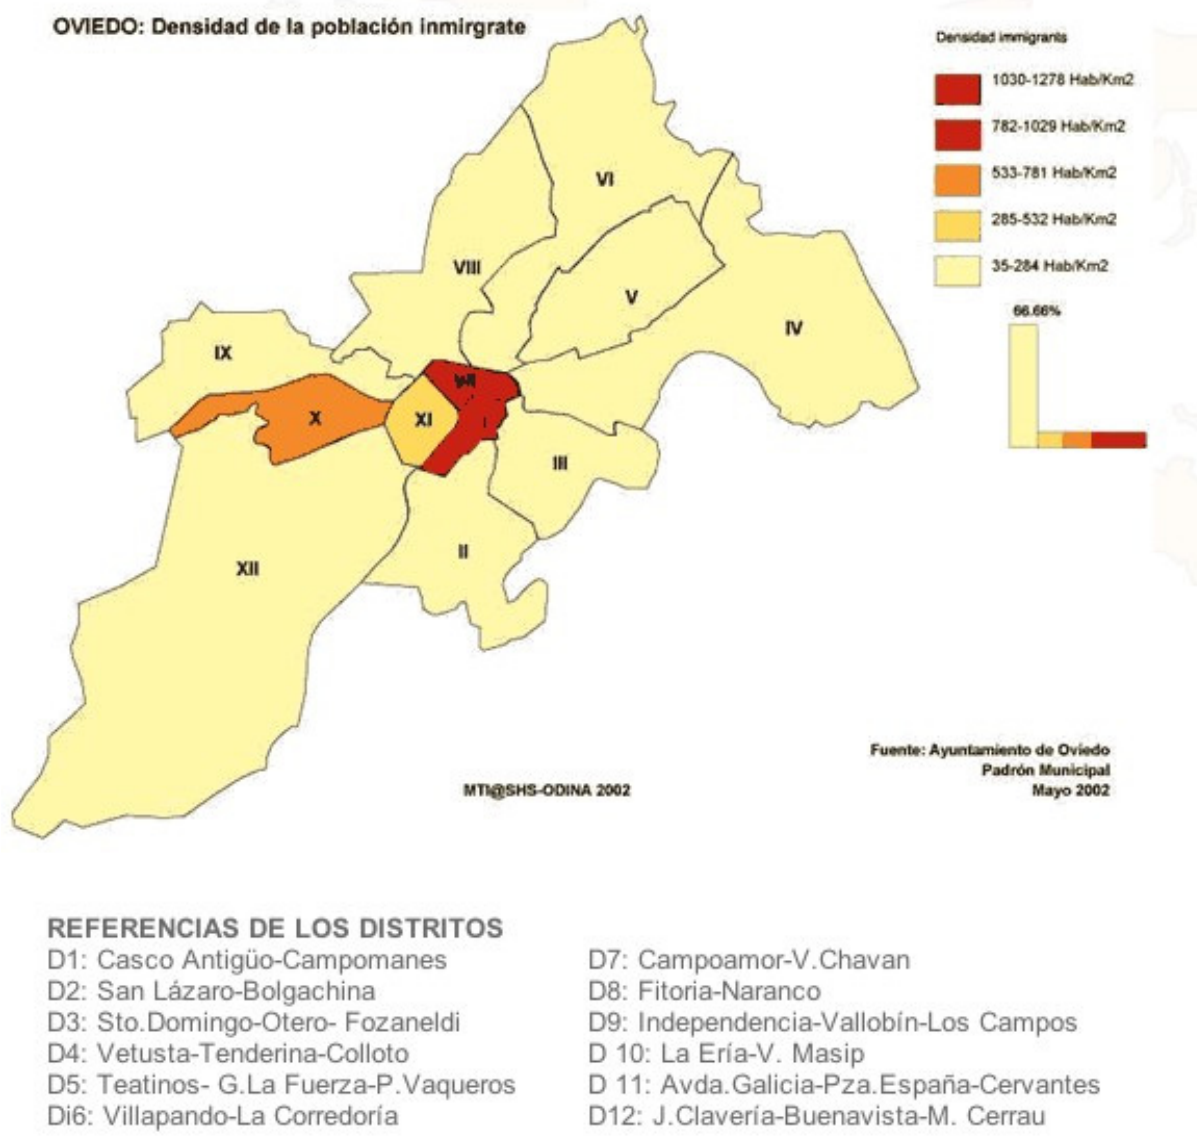 OVIEDO: Densidad de la población inmirgrate
Densidad immigrants
1030-1278 Hab/Km2
782-1029 Hab/Km2
533-781 Hab/Km2
285-532 Hab/Km2
35-284 Hab/Km2
66.66%
VI
VIII
V
IV
IX
VII
X
XI
I
III
II
XII
Fuente: Ayuntamiento de Oviedo
Padrón Municipal
Mayo 2002
MTI@SHS-ODINA 2002
REFERENCIAS DE LOS DISTRITOS
D1: Casco Antigüo-Campomanes
D2: San Lázaro-Bolgachina
D3: Sto.Domingo-Otero- Fozaneldi
D4: Vetusta-Tenderina-Colloto
D5: Teatinos- G.La Fuerza-P.Vaqueros
Di6: Villapando-La Corredoría
D7: Campoamor-V.Chavan
D8: Fitoria-Naranco
D9: Independencia-Vallobín-Los Campos
D 10: La Ería-V. Masip
D 11: Avda.Galicia-Pza.España-Cervantes
D12: J.Clavería-Buenavista-M. Cerrau